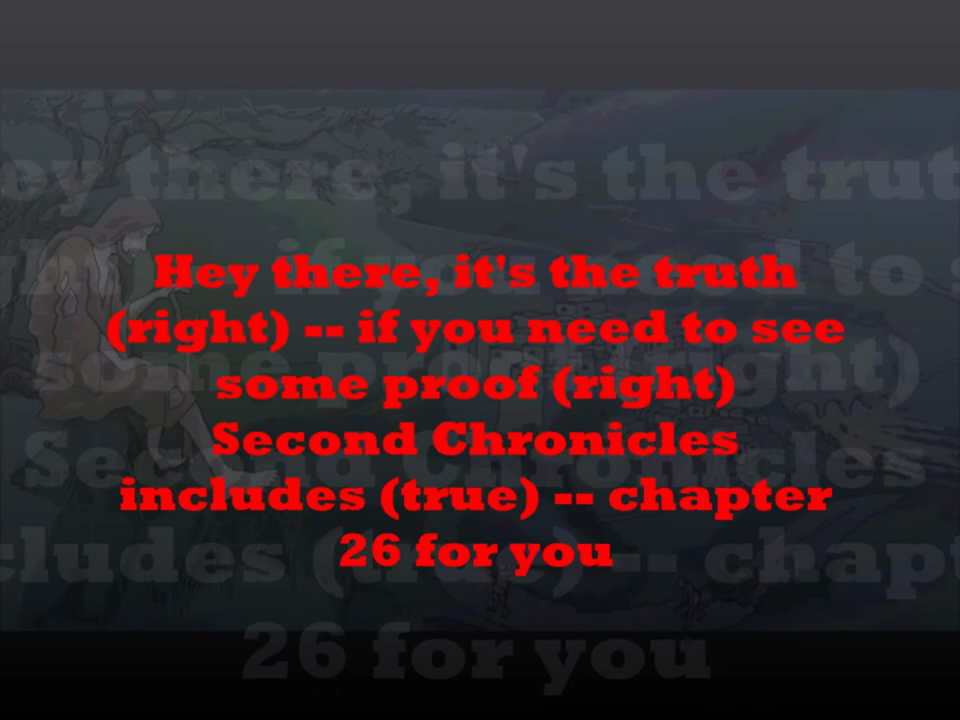 Hey there, it's the truth
(right) -- if you need to see
some proof (right)
Second Chronicles
includes (true) -- chapter
26 for you